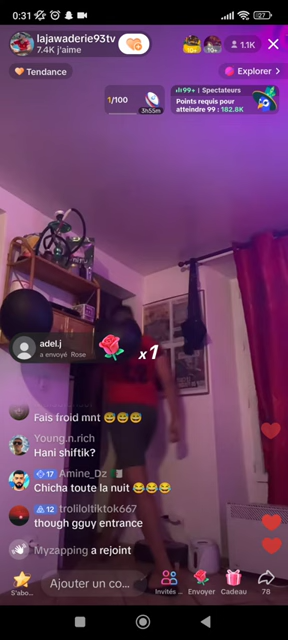 0:31
27
lajawaderie93tv
7.4K j'aime
1.1K
Tendance
Explorer >
1/100
3h55m
99+ | Spectateurs
Points requis pour
atteindre 99 : 182.8K
adel.j
a envoyé Rose
x1
Fais froid mnt 😅😅😅
Young.n.rich
Hani shiftik?
17 Amine_Dz
Chicha toute la nuit 😂😂😂
12 troliloltiktok667
though gguy entrance
Myzapping a rejoint
Ajouter un co...
S'abo...
Invités ...
Envoyer
Cadeau
78